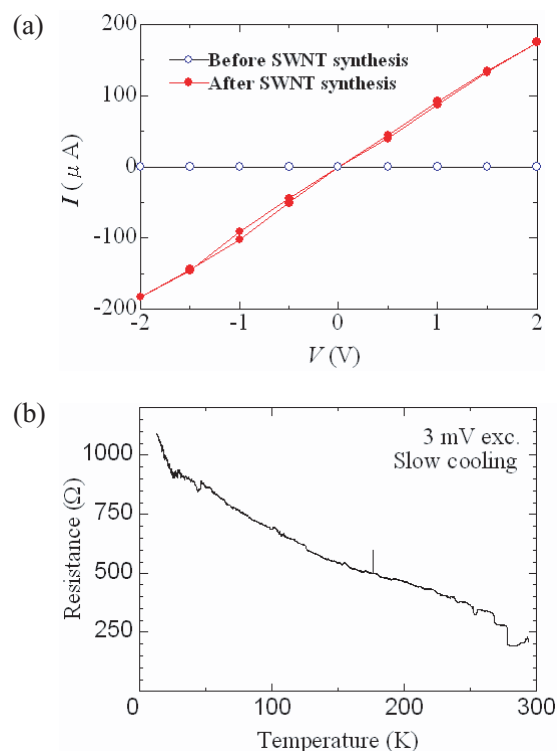 (a)
200
100
0
-100
-200
I (μ A)
Before SWNT synthesis
After SWNT synthesis
-2
-1
0
1
2
V (V)
(b)
3 mV exc.
Slow cooling
1000
750
500
250
Resistance (Ω)
0
100
200
300
Temperature (K)